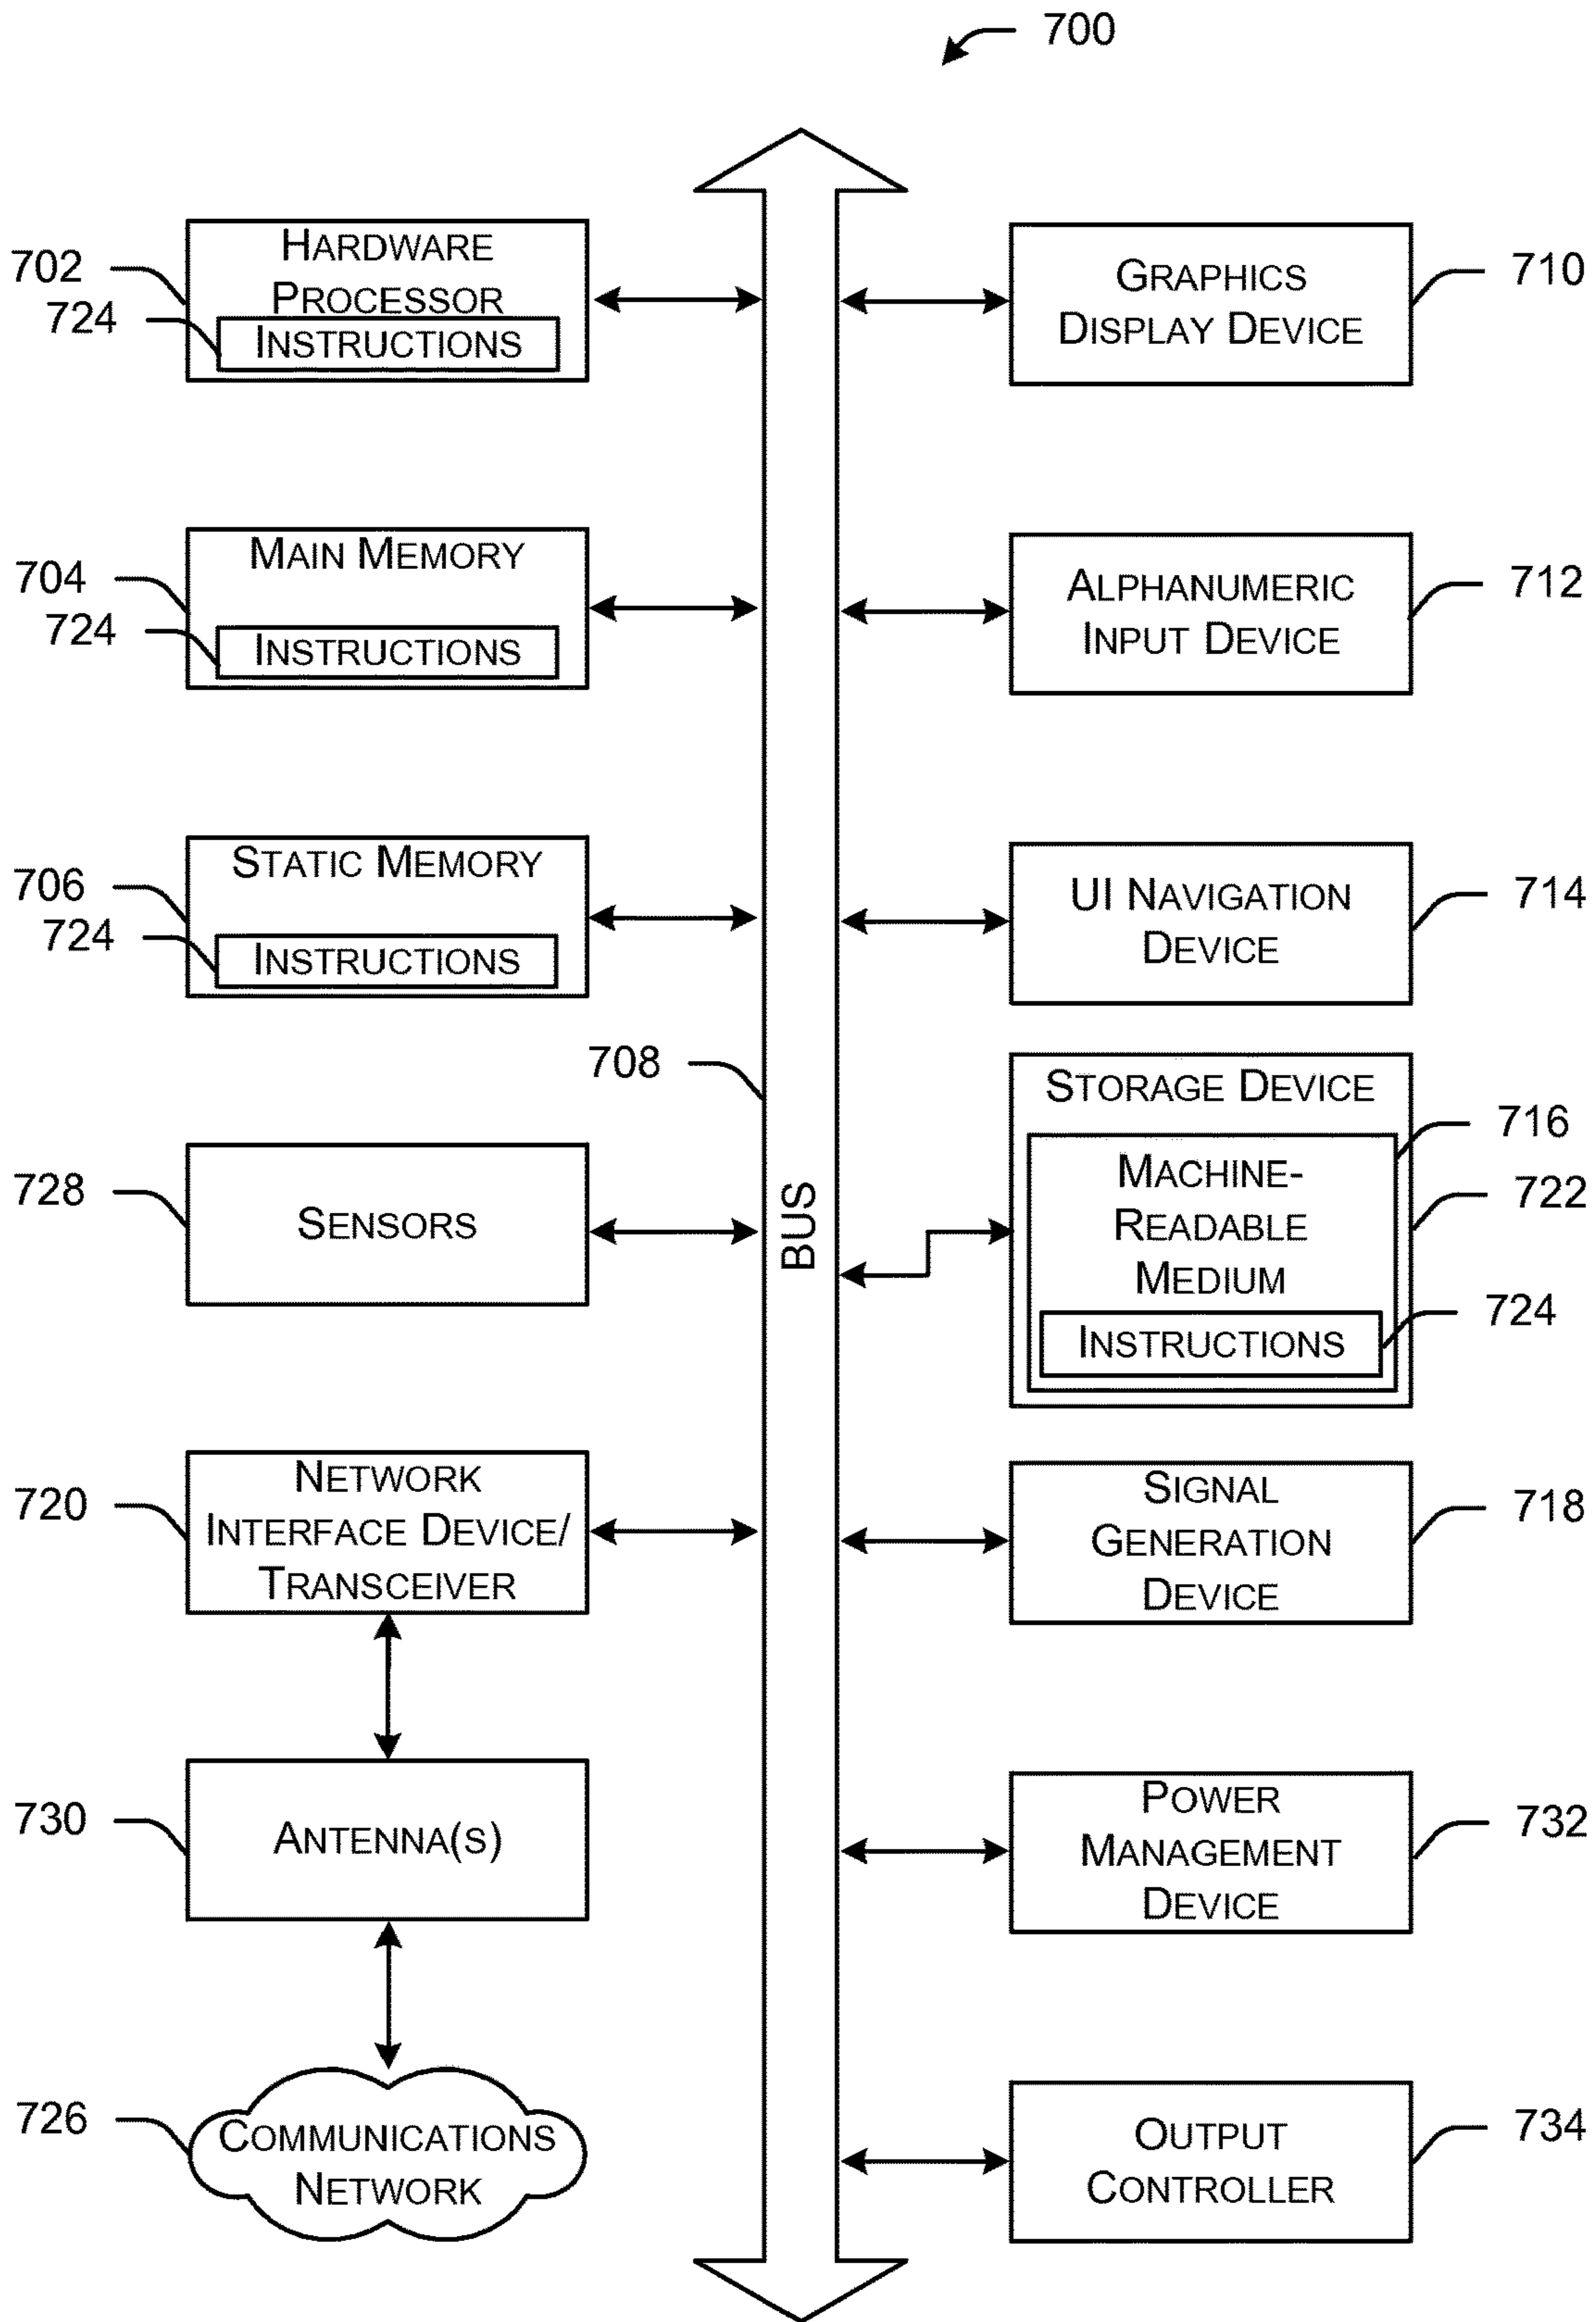 700
702
HARDWARE
PROCESSOR
724
INSTRUCTIONS
704
MAIN MEMORY
724
INSTRUCTIONS
706
STATIC MEMORY
724
INSTRUCTIONS
708
BUS
728
SENSORS
720
NETWORK
INTERFACE DEVICE/
TRANSCEIVER
730
ANTENNA(S)
726
COMMUNICATIONS
NETWORK
GRAPHICS
DISPLAY DEVICE
710
ALPHANUMERIC
INPUT DEVICE
712
UI NAVIGATION
DEVICE
714
STORAGE DEVICE
716
MACHINE-
READABLE
MEDIUM
722
INSTRUCTIONS
724
SIGNAL
GENERATION
DEVICE
718
POWER
MANAGEMENT
DEVICE
732
OUTPUT
CONTROLLER
734